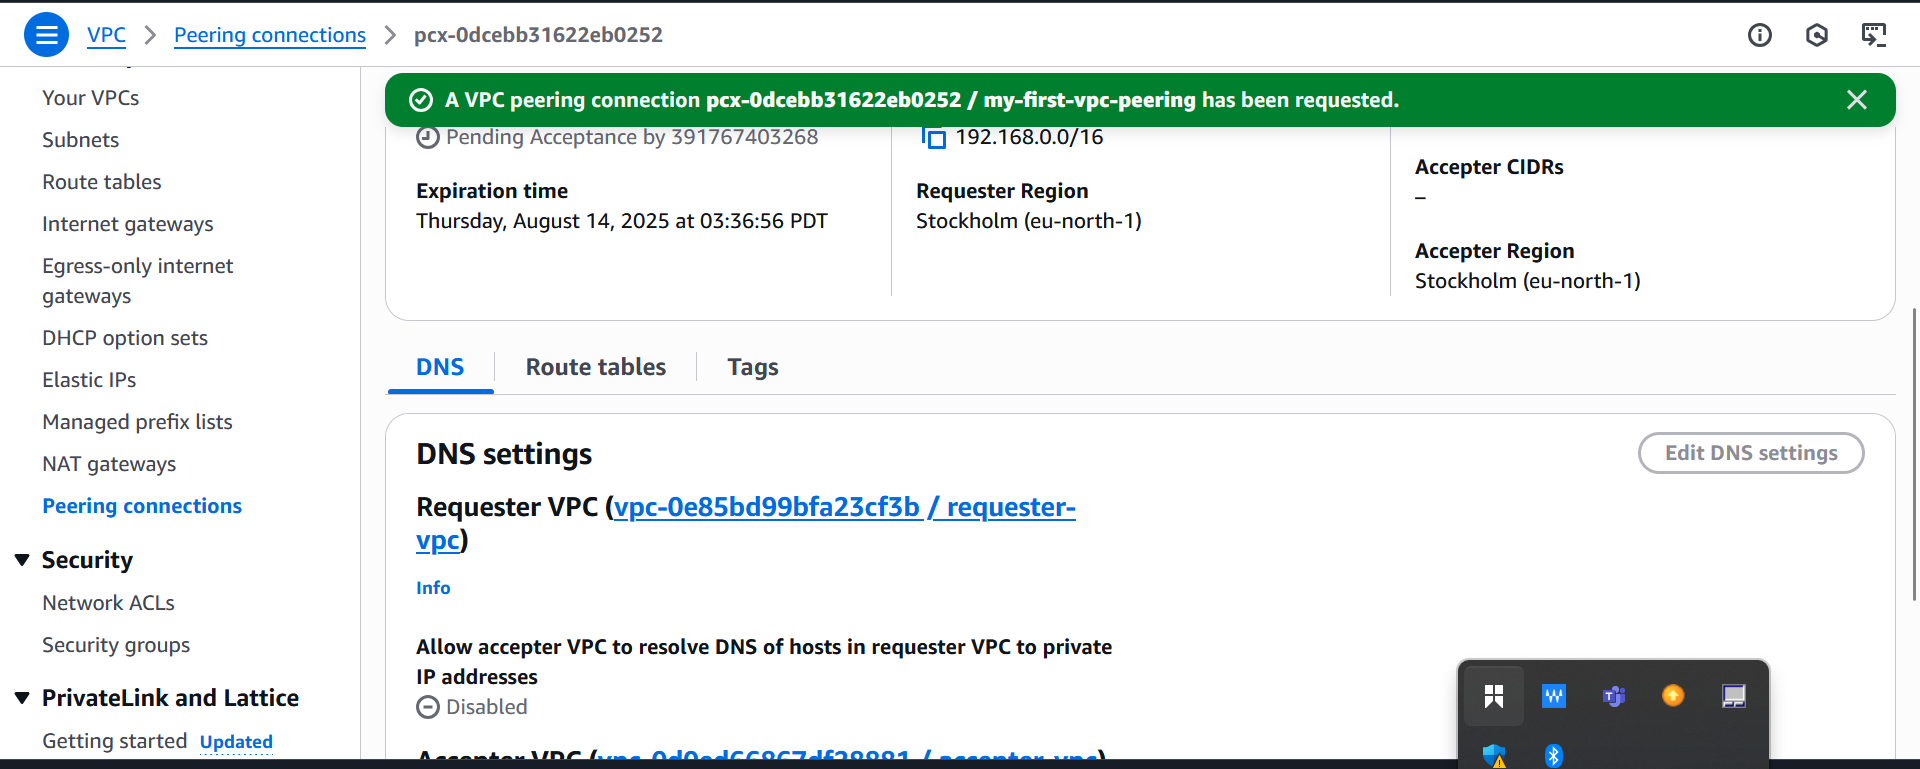 VPC > Peering connections > pcx-0dcebb31622eb0252
Your VPCs
Subnets
Route tables
Internet gateways
Egress-only internet
gateways
DHCP option sets
Elastic IPs
Managed prefix lists
NAT gateways
Peering connections
Security
Network ACLs
Security groups
PrivateLink and Lattice
Getting started Updated
A VPC peering connection pcx-0dcebb31622eb0252 / my-first-vpc-peering has been requested.
Pending Acceptance by 391767403268
Expiration time
Thursday, August 14, 2025 at 03:36:56 PDT
192.168.0.0/16
Requester Region
Stockholm (eu-north-1)
Accepter CIDRs
–
Accepter Region
Stockholm (eu-north-1)
DNS
Route tables
Tags
DNS settings
Edit DNS settings
Requester VPC (vpc-0e85bd99bfa23cf3b / requester-
vpc)
Info
Allow accepter VPC to resolve DNS of hosts in requester VPC to private
IP addresses
Disabled
Accepter VPC (vpc-0d0ed66867df28881 / accepter-vpc)